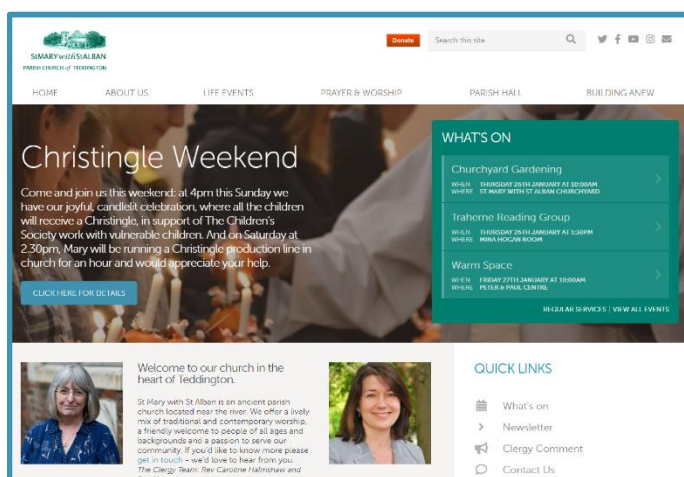 StMARY with StALBAN
PARISH CHURCH of TEDDINGTON
Donate
Search this site
HOME
ABOUT US
LIFE EVENTS
PRAYER & WORSHIP
PARISH HALL
BUILDING ANEW
Christingle Weekend
Come and join us this weekend: at 4pm this Sunday we
have our joyful, candlelit celebration, where all the children
will receive a Christingle, in support of The Children's
Society work with vulnerable children. And on Saturday at
2.30pm, Mary will be running a Christingle production line in
church for an hour and would appreciate your help.
CLICK HERE FOR DETAILS
WHAT'S ON
Churchyard Gardening
WHEN THURSDAY 26TH JANUARY AT 10:00AM
WHERE ST MARY WITH ST ALBAN CHURCHYARD
Traherne Reading Group
WHEN THURSDAY 26TH JANUARY AT 1:30PM
WHERE MINA HOGAN ROOM
Warm Space
WHEN FRIDAY 27TH JANUARY AT 10:00AM
WHERE PETER & PAUL CENTRE
REGULAR SERVICES | VIEW ALL EVENTS
Welcome to our church in the
heart of Teddington.
St Mary with St Alban is an ancient parish
church located near the river. We offer a lively
mix of traditional and contemporary worship,
a friendly welcome to people of all ages and
backgrounds and a passion to serve our
community. If you'd like to know more please
get in touch – we'd love to hear from you.
The Clergy Team: Rev Caroline Halmshaw and
QUICK LINKS
What's on
Newsletter
Clergy Comment
Contact Us